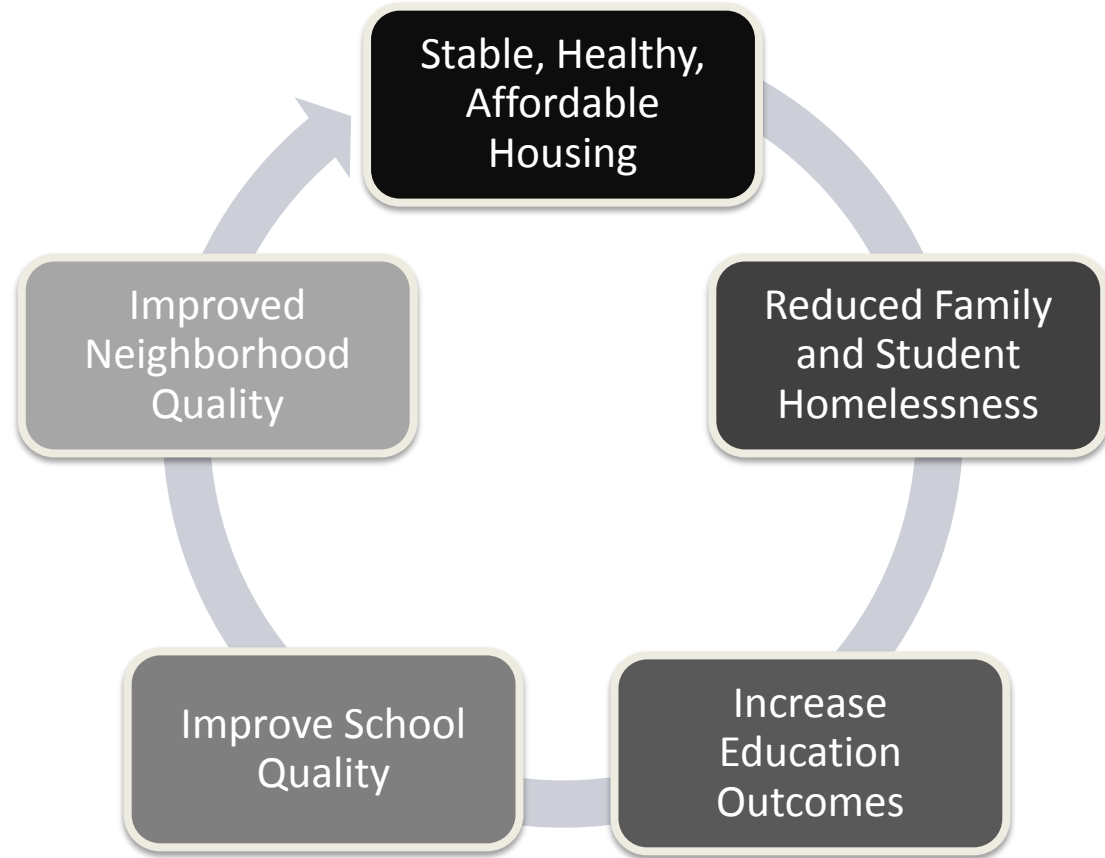 Stable, Healthy,
Affordable
Housing
Reduced Family
and Student
Homelessness
Increase
Education
Outcomes
Improve School
Quality
Improved
Neighborhood
Quality